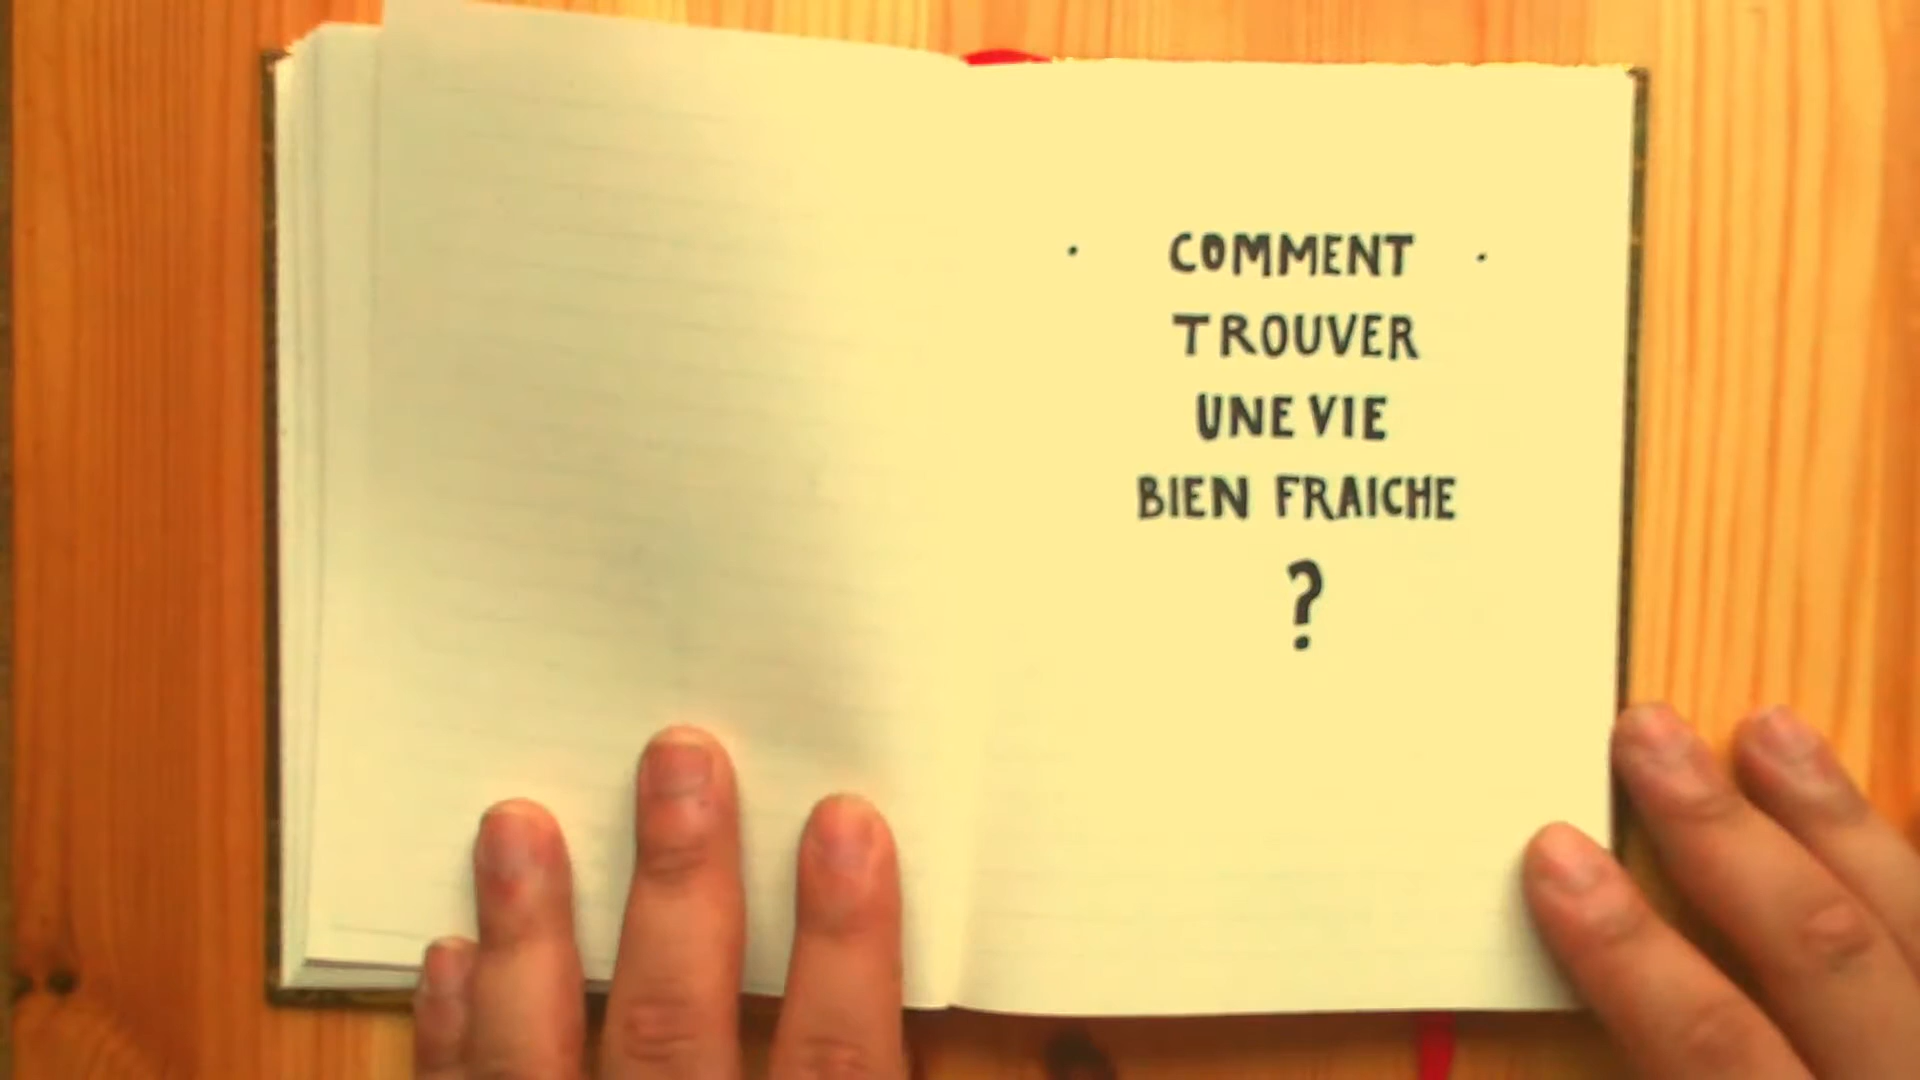 COMMENT
TROUVER
UNE VIE
BIEN FRAICHE
?